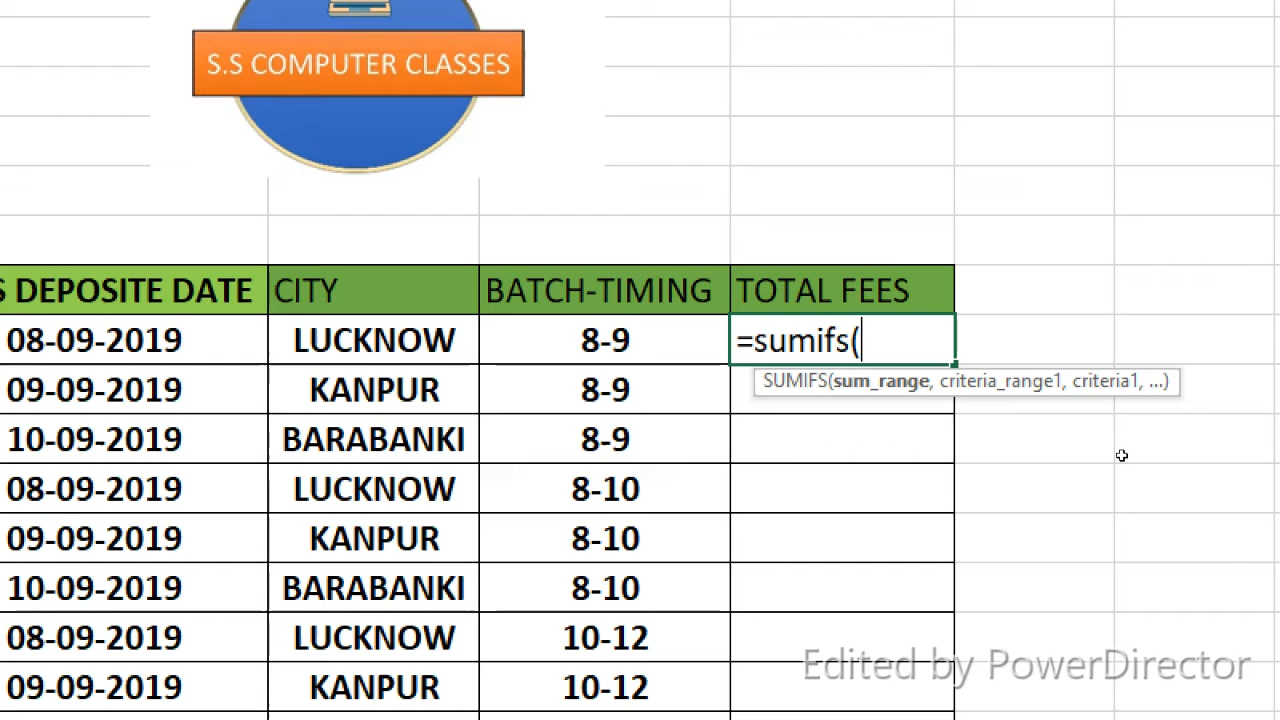 S.S COMPUTER CLASSES
S DEPOSITE DATE CITY BATCH-TIMING TOTAL FEES
08-09-2019 LUCKNOW 8-9 =sumifs(
SUMIFS(sum_range, criteria_range1, criteria1, ...)
09-09-2019 KANPUR 8-9
10-09-2019 BARABANKI 8-9
08-09-2019 LUCKNOW 8-10
09-09-2019 KANPUR 8-10
10-09-2019 BARABANKI 8-10
08-09-2019 LUCKNOW 10-12
09-09-2019 KANPUR 10-12
Edited by PowerDirector